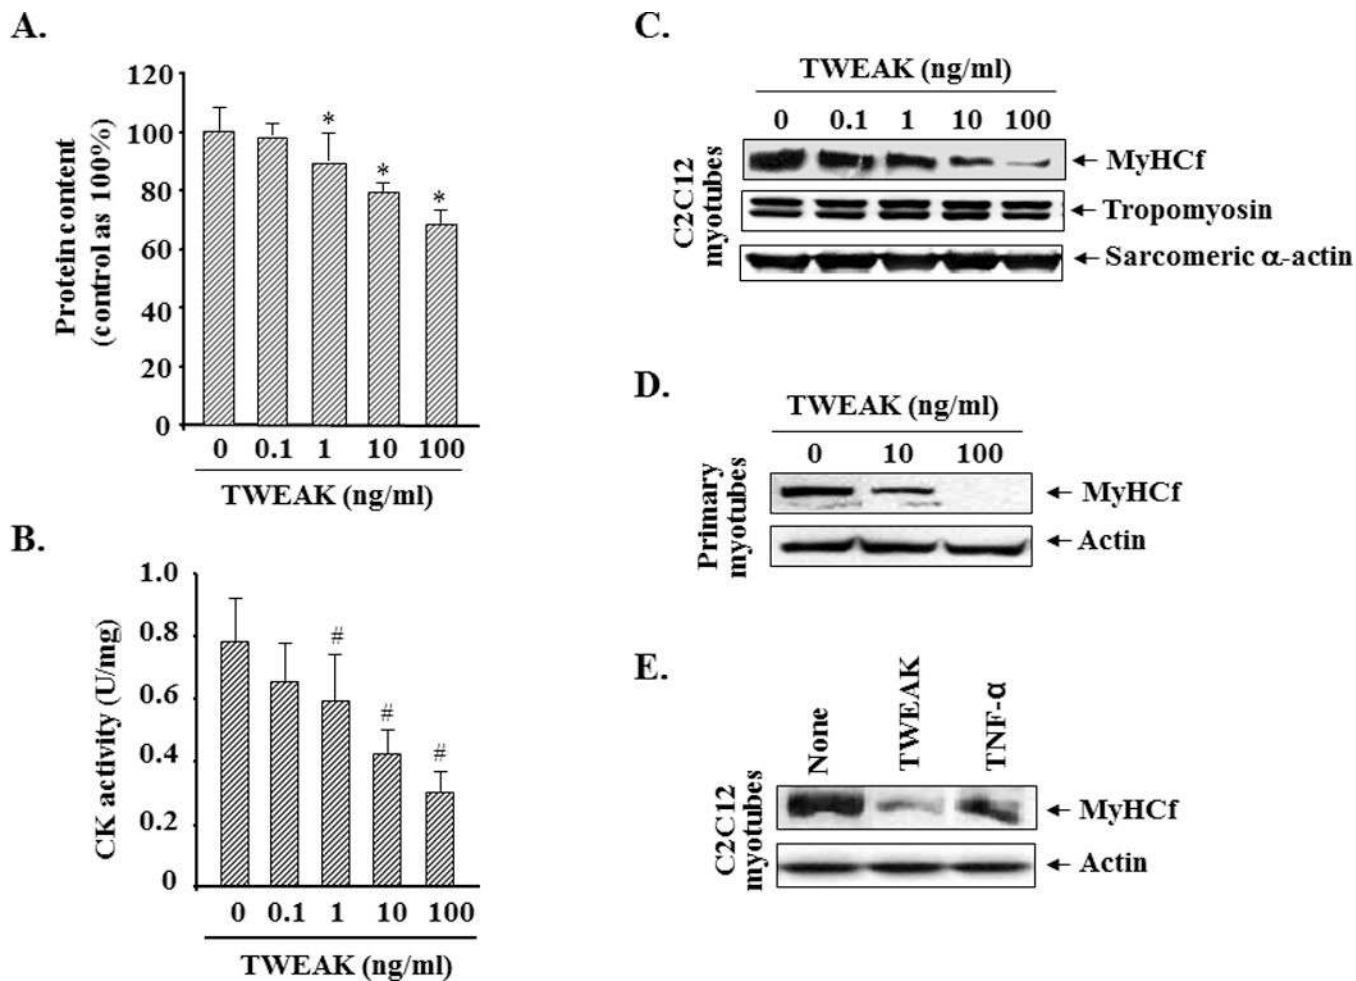 A.
120
100
80
60
40
20
0
Protein content
(control as 100%)
*
*
*
0 0.1 1 10 100
TWEAK (ng/ml)
B.
1.0
0.8
0.6
0.4
0.2
0
CK activity (U/mg)
#
#
#
0 0.1 1 10 100
TWEAK (ng/ml)
C.
TWEAK (ng/ml)
0 0.1 1 10 100
C2C12
myotubes
MyHCf
Tropomyosin
Sarcomeric α-actin
D.
TWEAK (ng/ml)
0 10 100
Primary
myotubes
MyHCf
Actin
E.
None
TWEAK
TNF-α
C2C12
myotubes
MyHCf
Actin